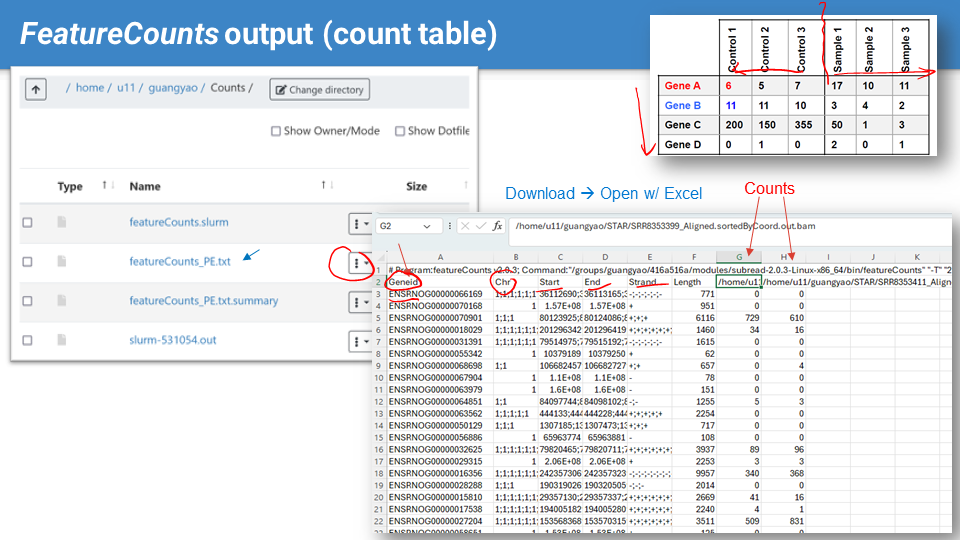 FeatureCounts output (count table)
/ home / u11 / guangyao / Counts / Change directory
Show Owner/Mode Show Dotfile
Type Name Size
featureCounts.slurm
featureCounts_PE.txt
featureCounts_PE.txt.summary
slurm-531054.out
Control 1 Control 2 Control 3 Sample 1 Sample 2 Sample 3
Gene A 6 5 7 17 10 11
Gene B 11 11 10 3 4 2
Gene C 200 150 355 50 1 3
Gene D 0 1 0 2 0 1
Download → Open w/ Excel
Counts
G2 fx /home/u11/guangyao/STAR/SRR8353399_Aligned.sortedByCoord.out.bam
A B C D E F G H I J K
1 # Program:featureCounts v2.0.3; Command:"/groups/guangyao/416a516a/modules/subread-2.0.3-Linux-x86_64/bin/featureCounts" "-T" "2
2 Geneid Chr Start End Strand Length /home/u11 /home/u11/guangyao/STAR/SRR8353411_Aligne
3 ENSRNOG00000066169 1;1;1;1;1;1 36112690;3 36113165;3 -;-;-;-;-;- 771 0 0
4 ENSRNOG00000070168 1 1.57E+08 1.57E+08 + 951 0 0
5 ENSRNOG00000070901 1;1;1 80123925;8 80124086;8 +;+;+ 6116 729 610
6 ENSRNOG00000018029 1;1;1;1;1;1;1 201296342 201296419 +;+;+;+;+;+; 1460 34 16
7 ENSRNOG00000031391 1;1;1;1;1;1 79514975;7 79515192;7 -;-;-;-;-;- 1615 0 0
8 ENSRNOG00000055342 1 10379189 10379250 + 62 0 0
9 ENSRNOG00000068698 1;1 106682457 106682727 +;+ 657 0 4
10 ENSRNOG00000067904 1 1.1E+08 1.1E+08 - 78 0 0
11 ENSRNOG00000063979 1 1.6E+08 1.6E+08 - 151 0 0
12 ENSRNOG00000064851 1;1 84097744;8 84098102;8 -;- 1255 5 3
13 ENSRNOG00000063562 1;1;1;1;1 444133;444 444228;444 +;+;+;+;+ 2254 0 0
14 ENSRNOG00000050129 1;1;1 1307185;13 1307473;13 +;+;+ 717 0 0
15 ENSRNOG00000056886 1 65963774 65963881 - 108 0 0
16 ENSRNOG00000032625 1;1;1;1;1;1;1 79820465;7 79820711;7 +;+;+;+;+;+; 3937 89 96
17 ENSRNOG00000029315 1 2.06E+08 2.06E+08 + 2253 3 3
18 ENSRNOG00000016356 1;1;1;1;1;1;1 242357306 242357323 -;-;-;-;-;-;-; 9957 340 368
19 ENSRNOG00000028288 1;1;1 190319026 190320505 -;-;- 2014 0 0
20 ENSRNOG00000015810 1;1;1;1;1;1;1 29357130;2 29357337;2 +;+;+;+;+;+; 2669 41 16
21 ENSRNOG00000017538 1;1;1;1;1;1;1 194005182 194005280 +;+;+;+;+;+; 2240 4 1
22 ENSRNOG00000027204 1;1;1;1;1;1 153568368 153570315 +;+;+;+;+;+; 3511 509 831